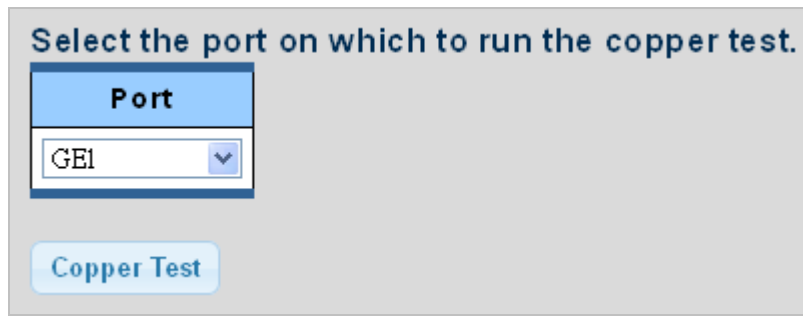 Select the port on which to run the copper test.
Port
GE1
Copper Test